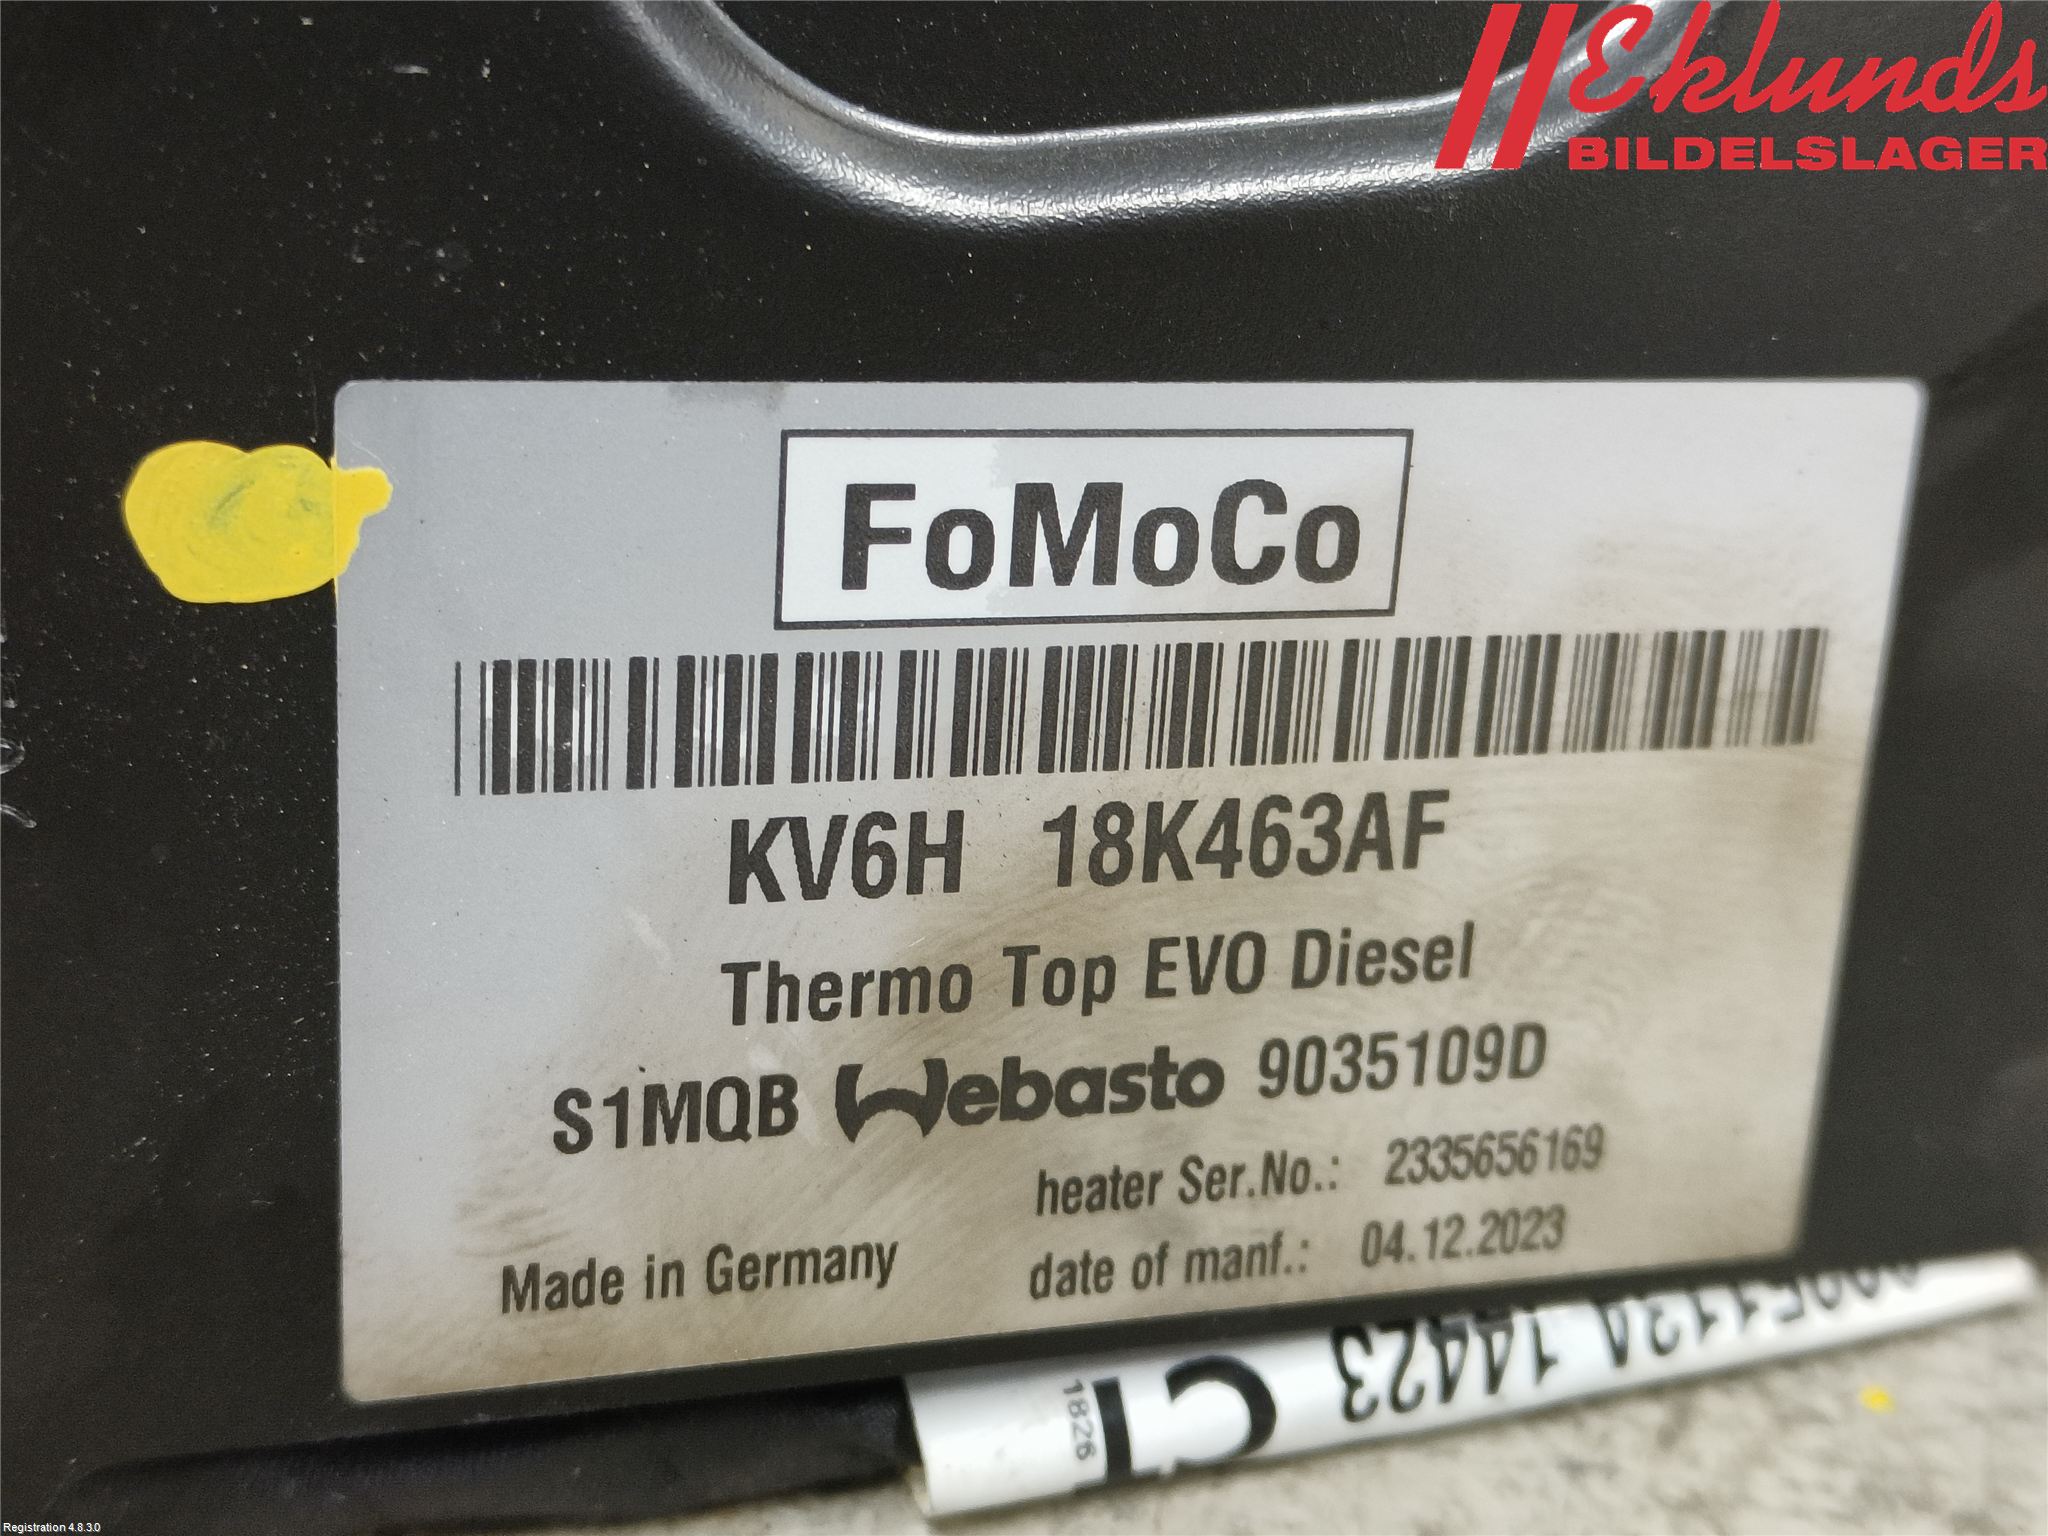 Eklunds
BILDELSLAGER
FoMoCo
KV6H 18K463AF
Thermo Top EVO Diesel
S1MQB Webasto 9035109D
heater Ser.No.: 2335656169
Made in Germany date of manf.: 04.12.2023
14423
18226
Registration 4.8.3.0